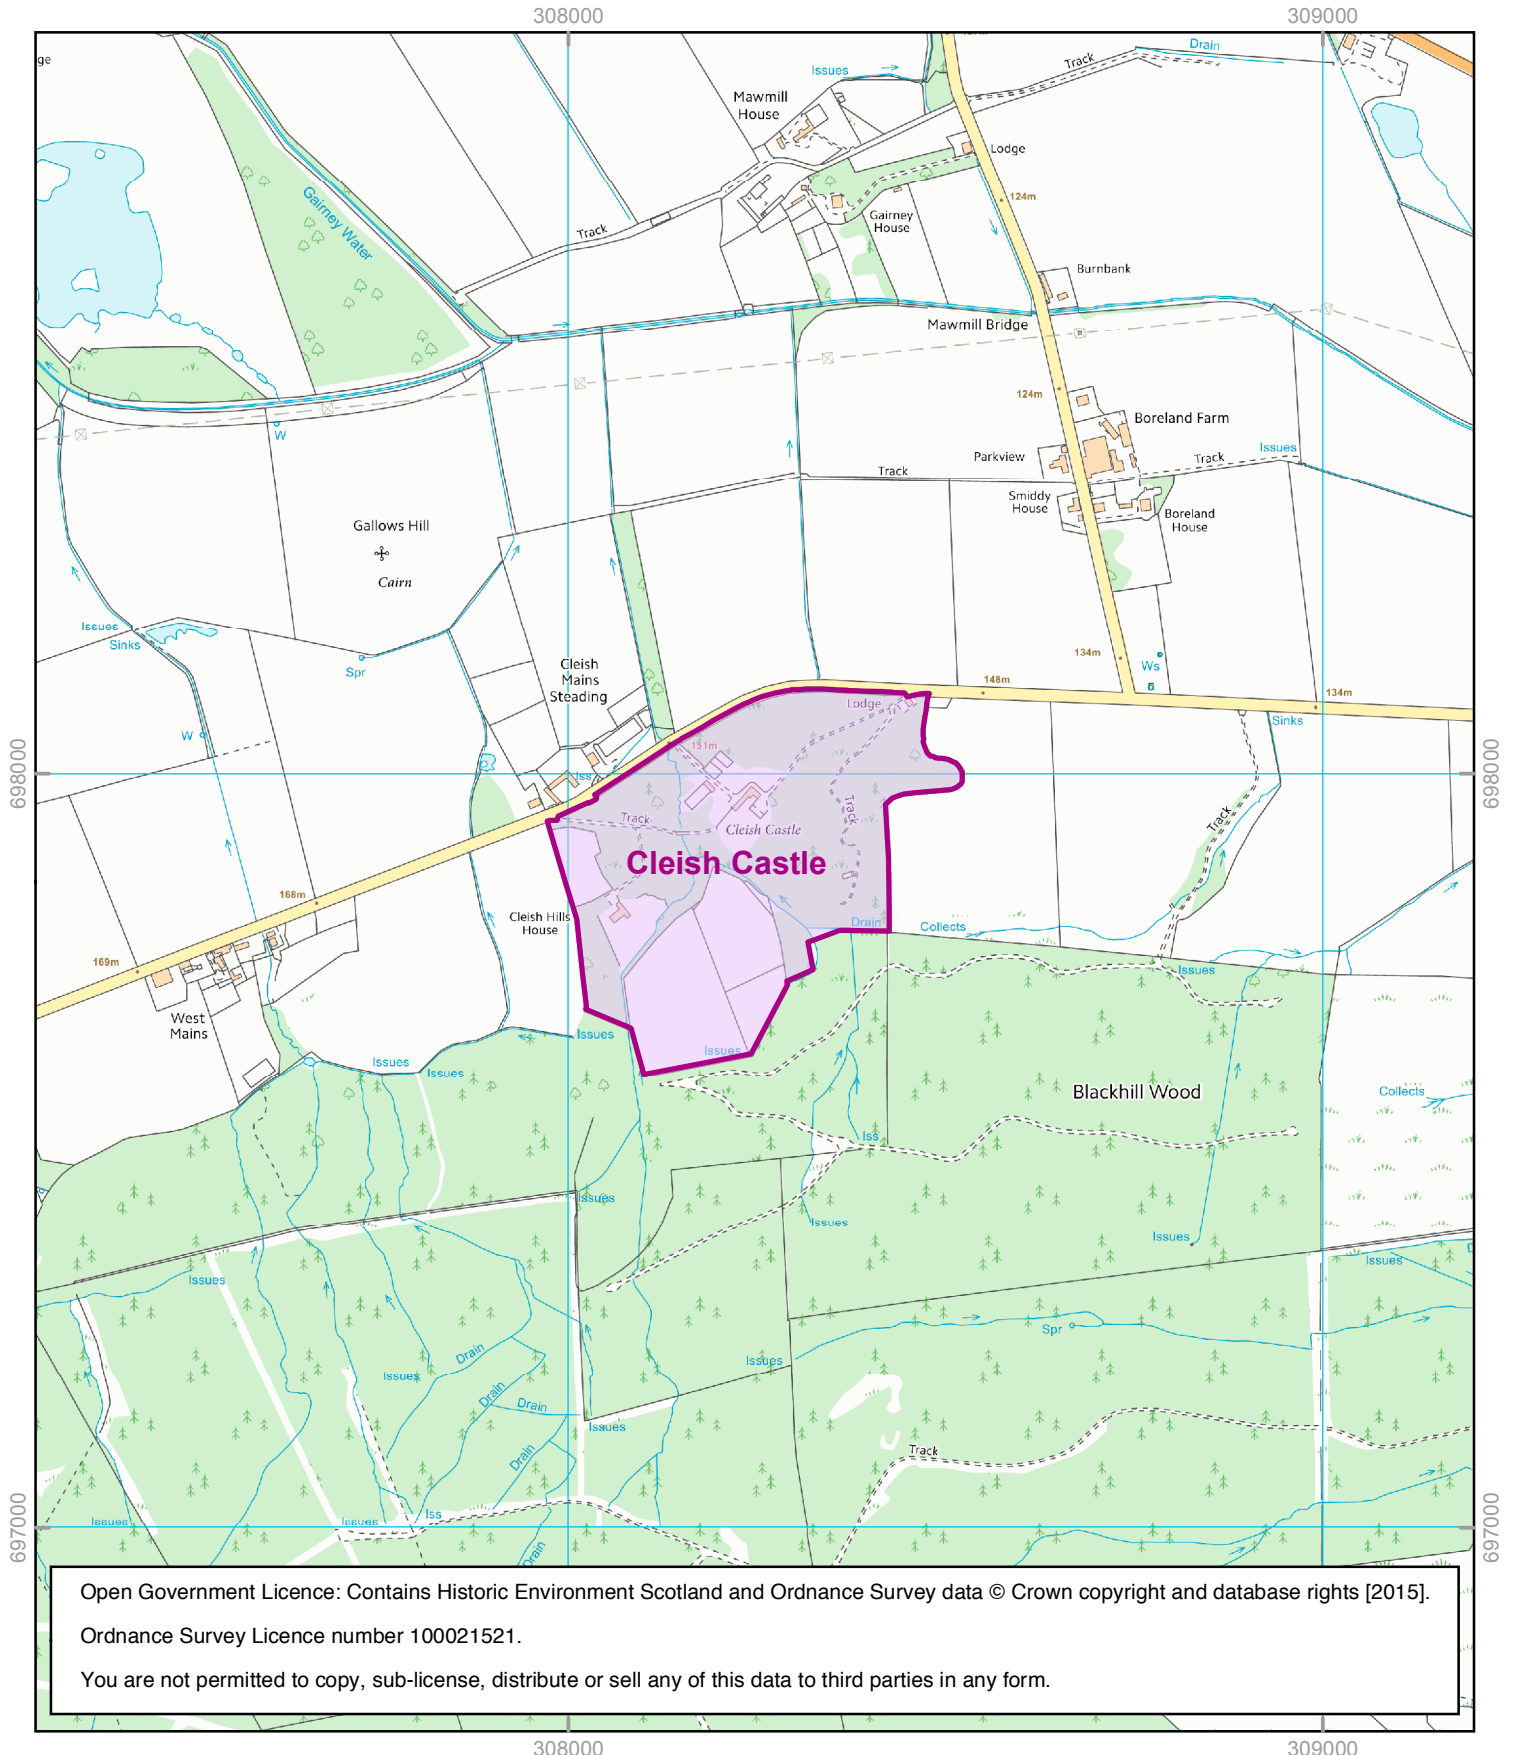 308000
309000
ge
Drain
Track
Issues
Mawmill
House
Lodge
Gairney Water
124m
Gairney
House
Track
Burnbank
Mawmill Bridge
124m
Boreland Farm
W
Issues
Parkview
Track
Track
Smiddy
House
Boreland
House
Gallows Hill
Cairn
Issues
Sinks
Spr
Cleish
Mains
Steading
134m
Ws
148m
134m
Lodge
Sinks
W
151m
698000
698000
Iss
Track
Track
Track
Cleish Castle
Cleish Castle
168m
Cleish Hills
House
Drain
Collects
169m
Issues
West
Mains
Issues
Issues
Issues
Issues
Blackhill Wood
Collects
Iss
Issues
Issues
Issues
Issues
Issues
Spr
Drain
Issues
Issues
Drain
Drain
Issues
Drain
Track
Issues
Issues
Iss
697000
697000
Drain
Open Government Licence: Contains Historic Environment Scotland and Ordnance Survey data © Crown copyright and database rights [2015].
Ordnance Survey Licence number 100021521.
You are not permitted to copy, sub-license, distribute or sell any of this data to third parties in any form.
308000
309000